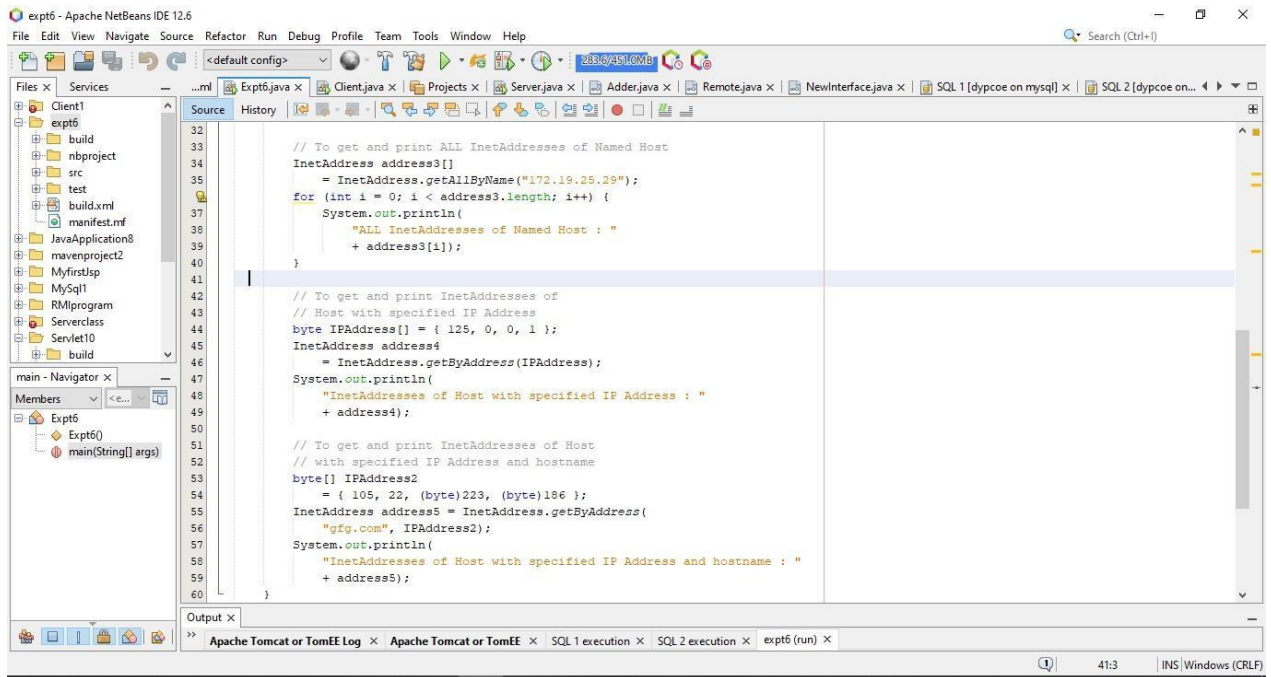 expt6 - Apache NetBeans IDE 12.6
File Edit View Navigate Source Refactor Run Debug Profile Team Tools Window Help
Search (Ctrl+I)
<default config>
283.6/451.0MB
Files × Services
...ml Expt6.java × Client.java × Projects × Server.java × Adder.java × Remote.java × NewInterface.java × SQL 1 [dypcoe on mysql] × SQL 2 [dypcoe on...
Client1
expt6
build
nbproject
src
test
build.xml
manifest.mf
JavaApplication8
mavenproject2
MyfirstJsp
MySql1
RMIprogram
Serverclass
Servlet10
build
main - Navigator ×
Members <e...
Expt6
Expt6()
main(String[] args)
Source History
32
33 // To get and print ALL InetAddresses of Named Host
34 InetAddress address3[]
35 = InetAddress.getAllByName("172.19.25.29");
for (int i = 0; i < address3.length; i++) {
37 System.out.println(
38 "ALL InetAddresses of Named Host : "
39 + address3[i]);
40 }
41
42 // To get and print InetAddresses of
43 // Host with specified IP Address
44 byte IPAddress[] = { 125, 0, 0, 1 };
45 InetAddress address4
46 = InetAddress.getByAddress(IPAddress);
47 System.out.println(
48 "InetAddresses of Host with specified IP Address : "
49 + address4);
50
51 // To get and print InetAddresses of Host
52 // with specified IP Address and hostname
53 byte[] IPAddress2
54 = { 105, 22, (byte)223, (byte)186 };
55 InetAddress address5 = InetAddress.getByAddress(
56 "gfg.com", IPAddress2);
57 System.out.println(
58 "InetAddresses of Host with specified IP Address and hostname : "
59 + address5);
60 }
Output ×
Apache Tomcat or TomEE Log × Apache Tomcat or TomEE × SQL 1 execution × SQL 2 execution × expt6 (run) ×
1 41:3 INS Windows (CRLF)